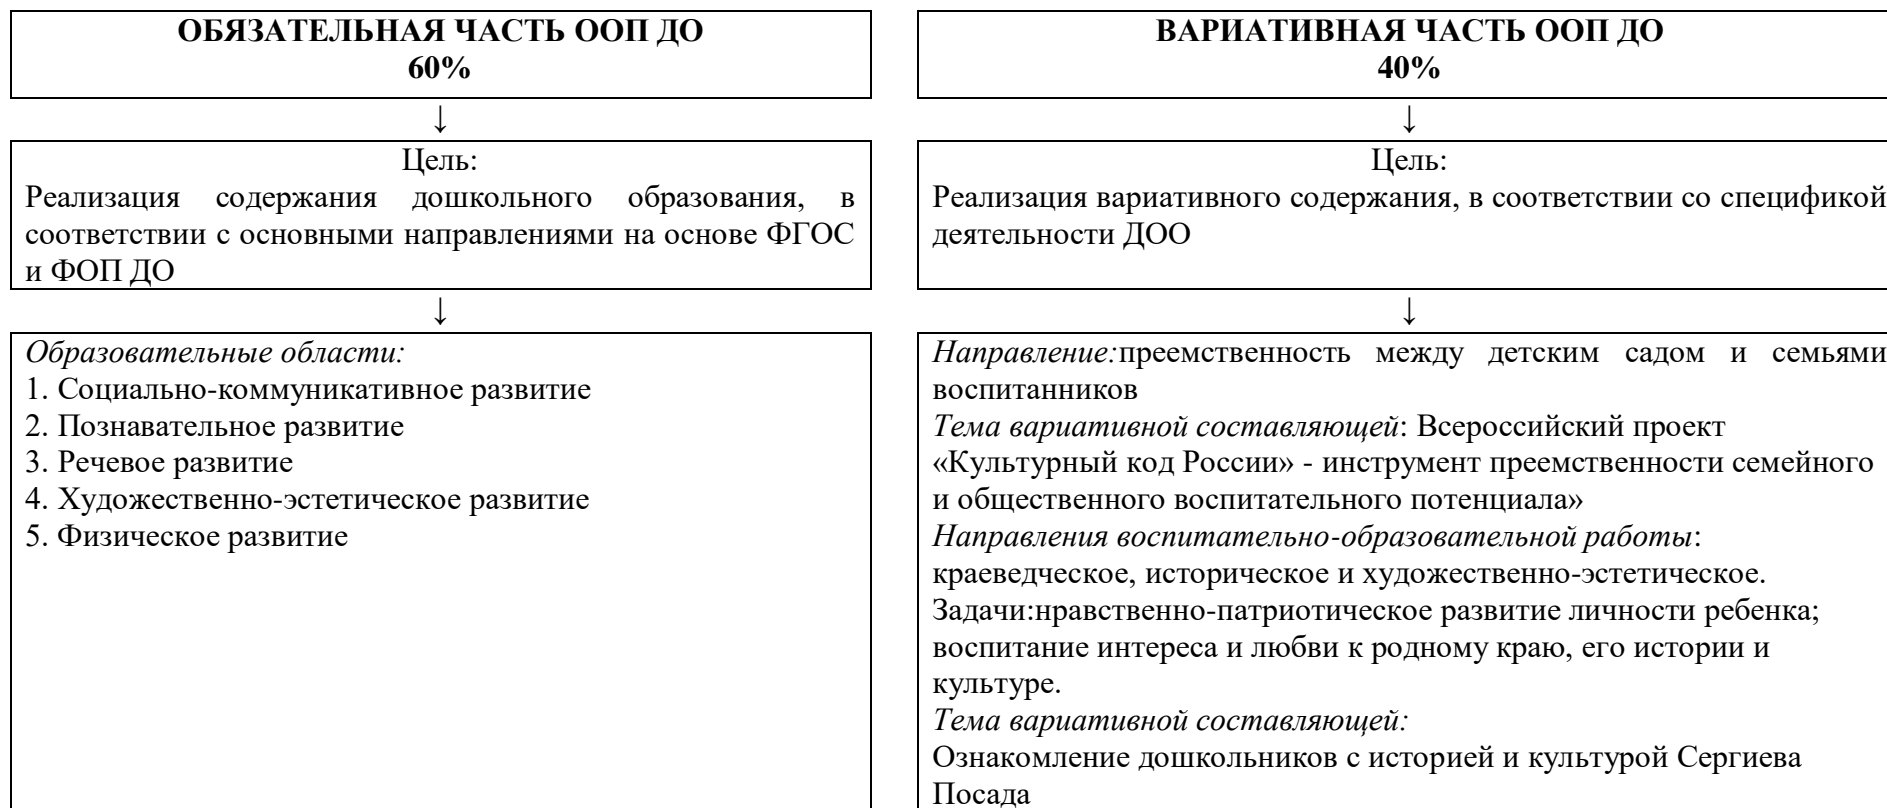 ОБЯЗАТЕЛЬНАЯ ЧАСТЬ ООП ДО
60%
↓
Цель:
Реализация содержания дошкольного образования, в
соответствии с основными направлениями на основе ФГОС
и ФОП ДО
↓
Образовательные области:
1. Социально-коммуникативное развитие
2. Познавательное развитие
3. Речевое развитие
4. Художественно-эстетическое развитие
5. Физическое развитие
ВАРИАТИВНАЯ ЧАСТЬ ООП ДО
40%
↓
Цель:
Реализация вариативного содержания, в соответствии со спецификой
деятельности ДОО
↓
Направление:преемственность между детским садом и семьями
воспитанников
Тема вариативной составляющей: Всероссийский проект
«Культурный код России» - инструмент преемственности семейного
и общественного воспитательного потенциала»
Направления воспитательно-образовательной работы:
краеведческое, историческое и художественно-эстетическое.
Задачи:нравственно-патриотическое развитие личности ребенка;
воспитание интереса и любви к родному краю, его истории и
культуре.
Тема вариативной составляющей:
Ознакомление дошкольников с историей и культурой Сергиева
Посада